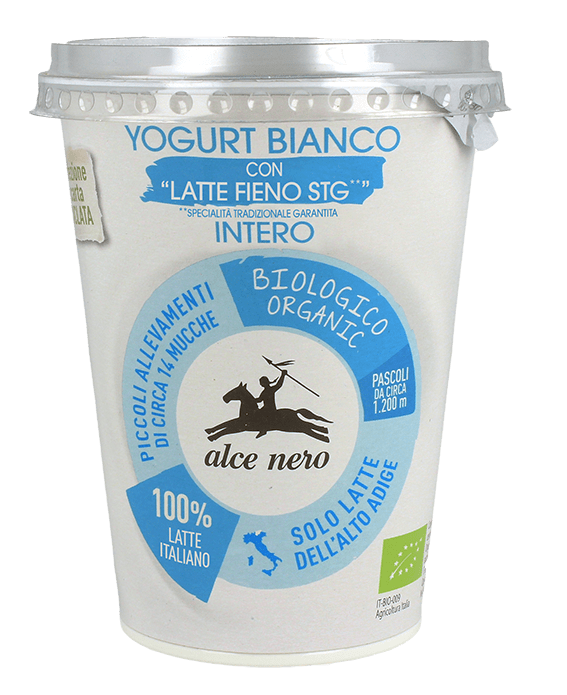 YOGURT BIANCO
CON
"LATTE FIENO STG**"
**SPECIALITÀ TRADIZIONALE GARANTITA
INTERO
carta
BIOLOGICO
ORGANIC
PASCOLI
DA CIRCA
1.200 m
PICCOLI ALLEVAMENTI
DI CIRCA 14 MUCCHE
alce nero
100%
LATTE
ITALIANO
SOLO LATTE
DELL'ALTO ADIGE
IT-BIO-009
Agricoltura Italia